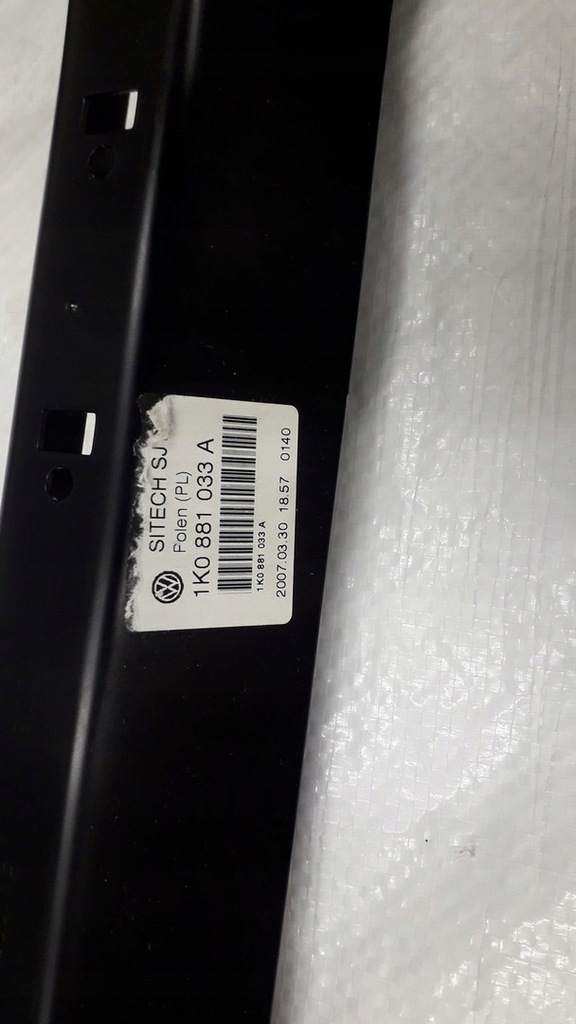 SITECH SJ
Polen (PL)
1K0 881 033 A
1K0 881 033 A
2007.03.30 18.57 0140